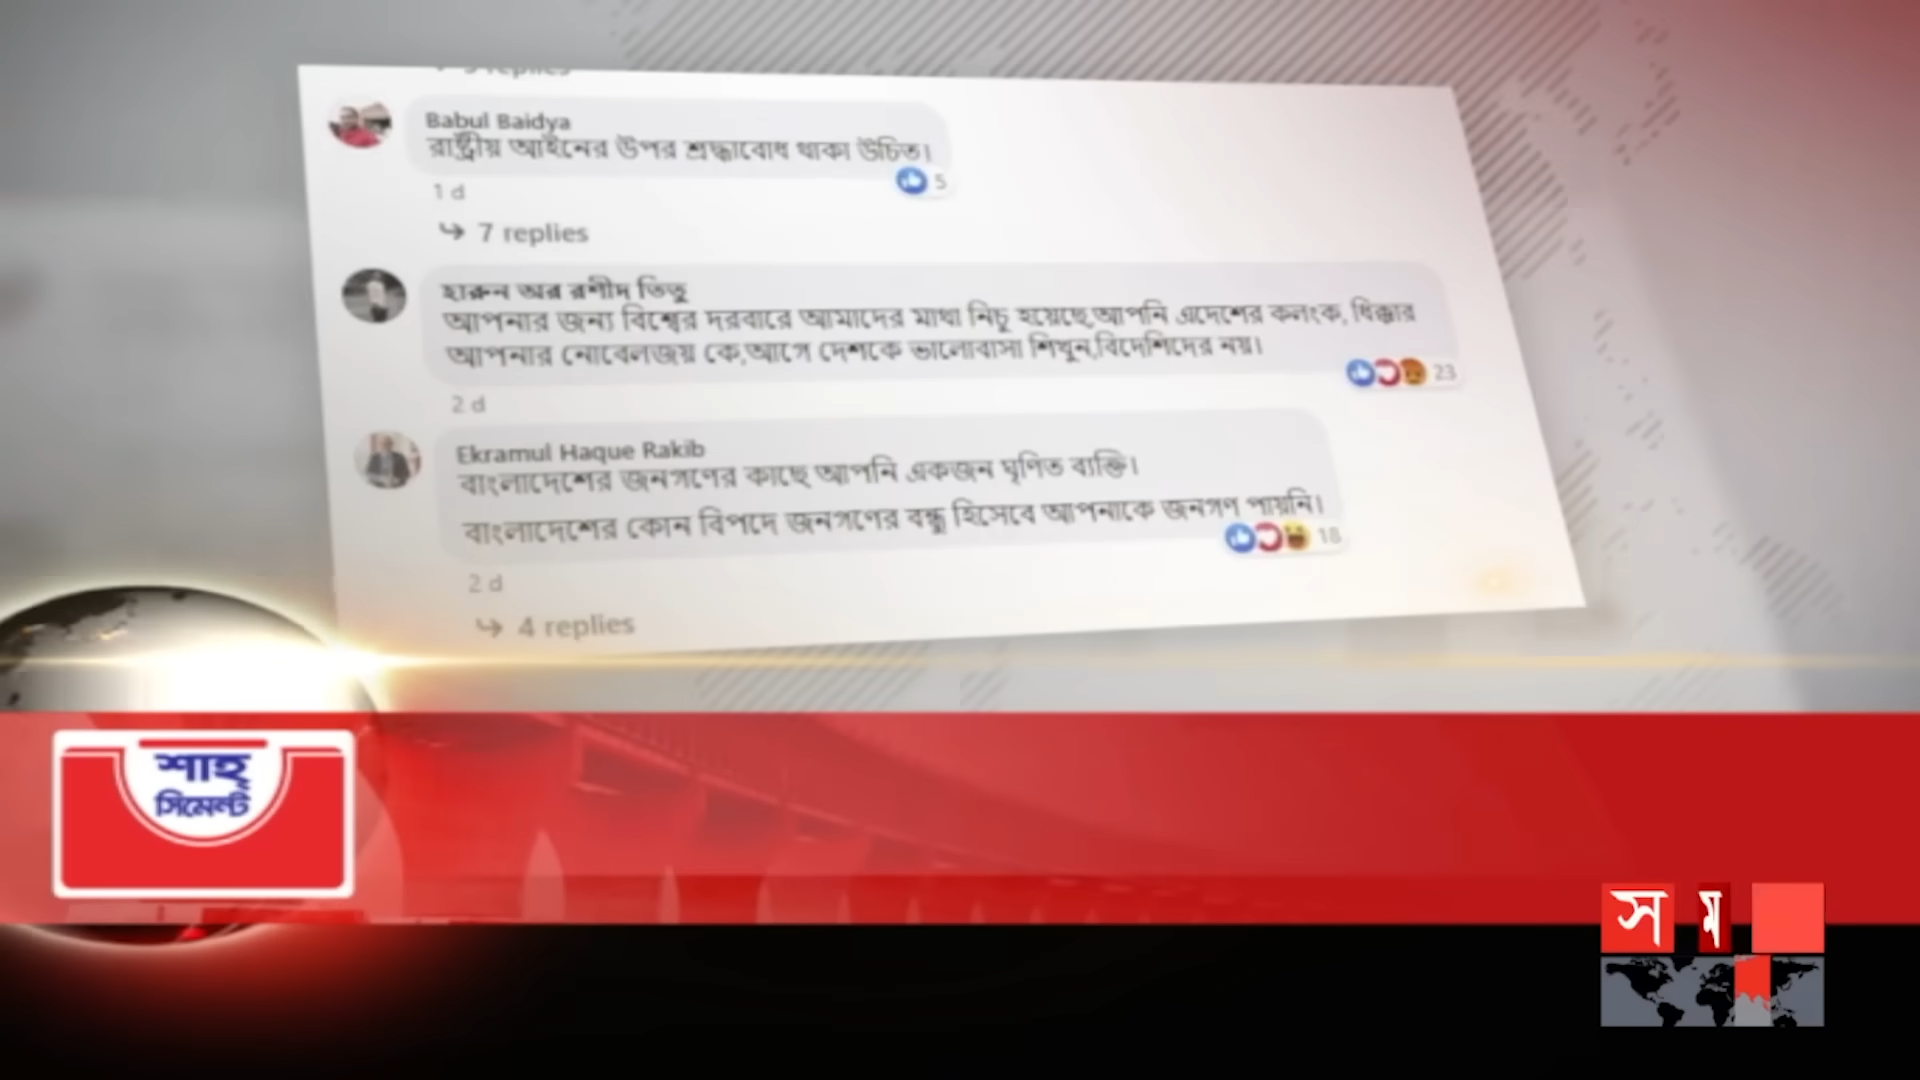 Babul Baidya
রাষ্ট্রীয় আইনের উপর শ্রদ্ধাবোধ থাকা উচিত।
5
1 d
7 replies
হারুন অর রশীদ তিতু
আপনার জন্য বিশ্বের দরবারে আমাদের মাথা নিচু হয়েছে,আপনি এদেশের কলংক, ধিক্কার
আপনার নোবেলজয় কে,আগে দেশকে ভালোবাসা শিখুন,বিদেশিদের নয়।
23
2 d
Ekramul Haque Rakib
বাংলাদেশের জনগণের কাছে আপনি একজন ঘৃণিত ব্যক্তি।
বাংলাদেশের কোন বিপদে জনগণের বন্ধু হিসেবে আপনাকে জনগণ পায়নি।
18
2 d
4 replies
শাহ্
সিমেন্ট
স ম